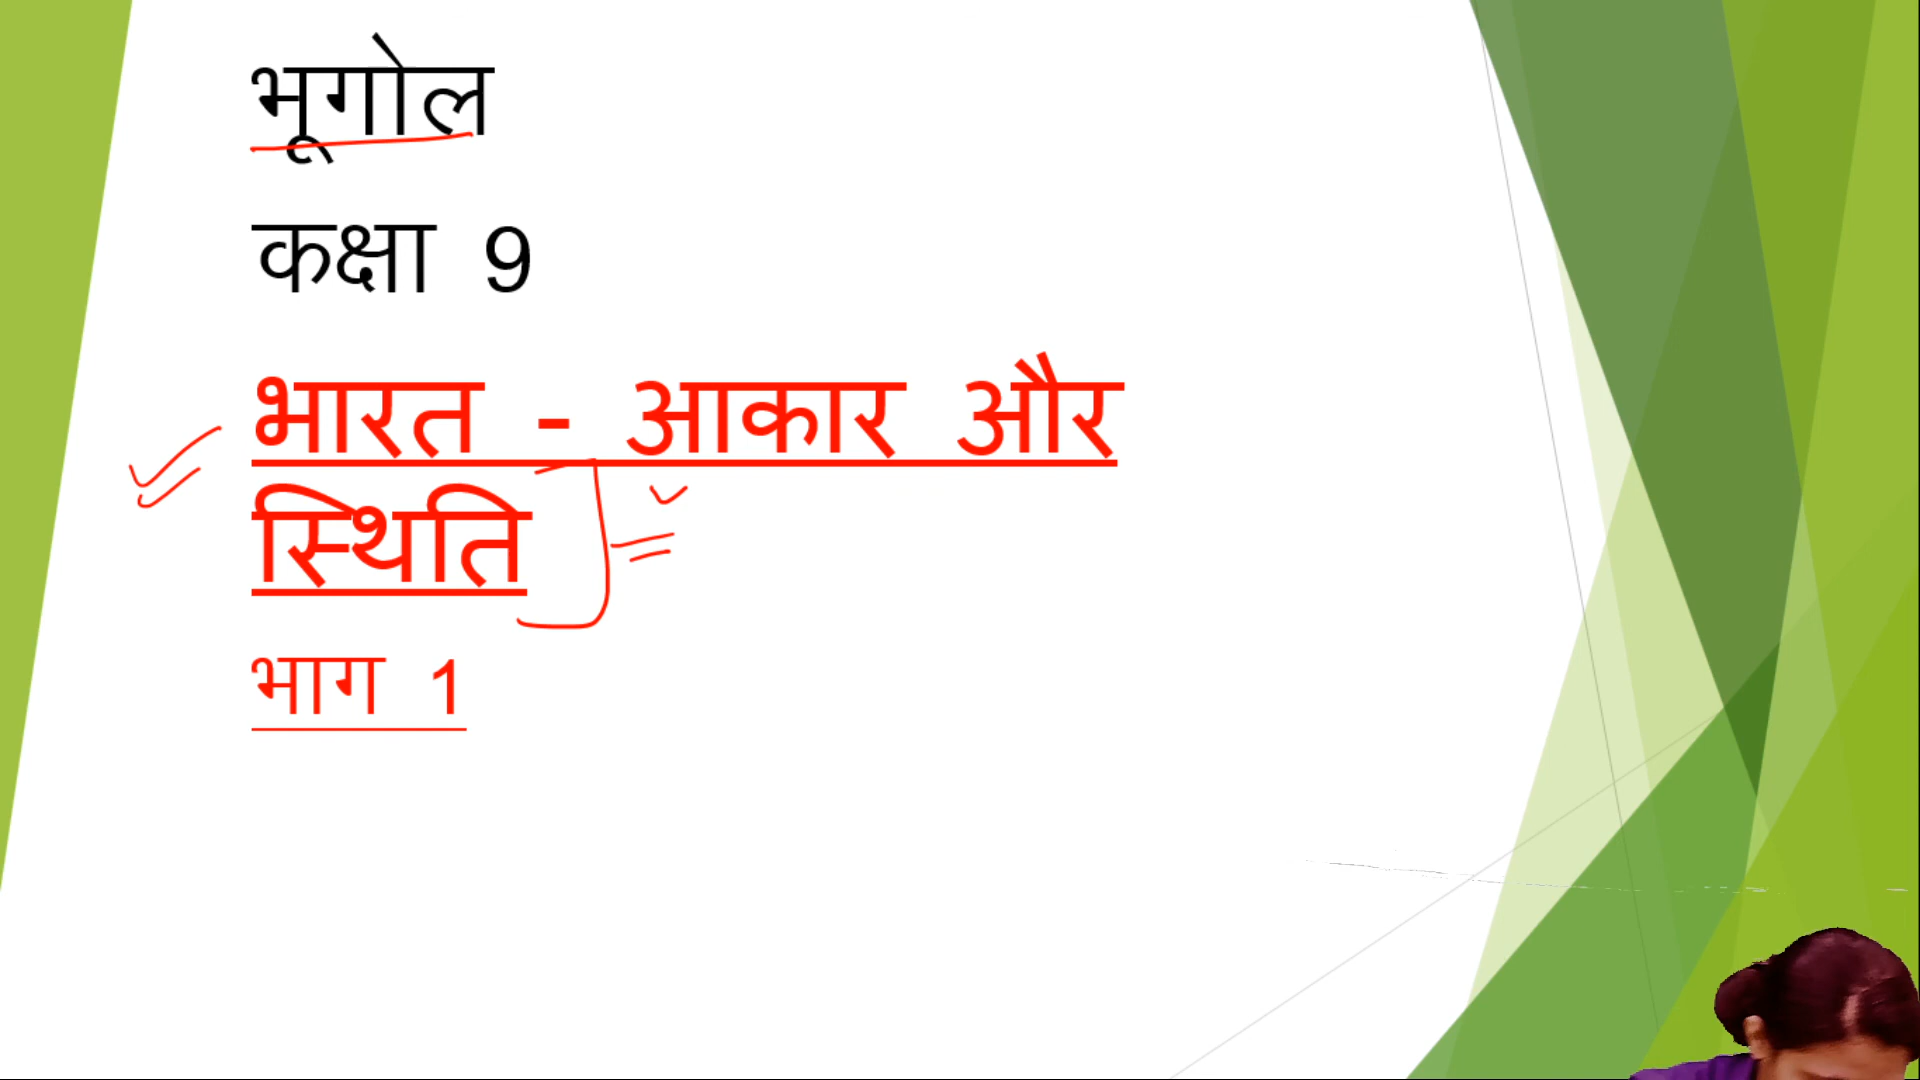 भूगोल
कक्षा 9
भारत - आकार और
स्थिति
भाग 1